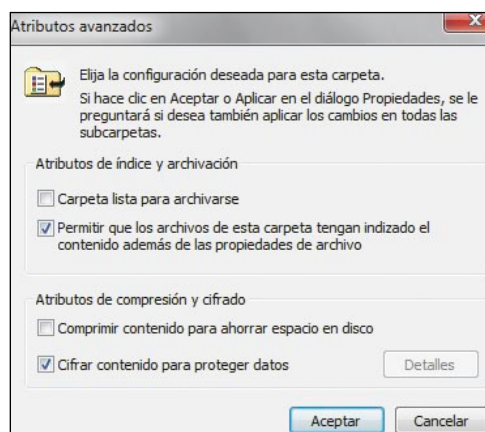 Atributos avanzados
Elija la configuración deseada para esta carpeta.
Si hace clic en Aceptar o Aplicar en el diálogo Propiedades, se le
preguntará si desea también aplicar los cambios en todas las
subcarpetas.
Atributos de índice y archivación
Carpeta lista para archivarse
Permitir que los archivos de esta carpeta tengan indizado el
contenido además de las propiedades de archivo
Atributos de compresión y cifrado
Comprimir contenido para ahorrar espacio en disco
Cifrar contenido para proteger datos
Detalles
Aceptar
Cancelar